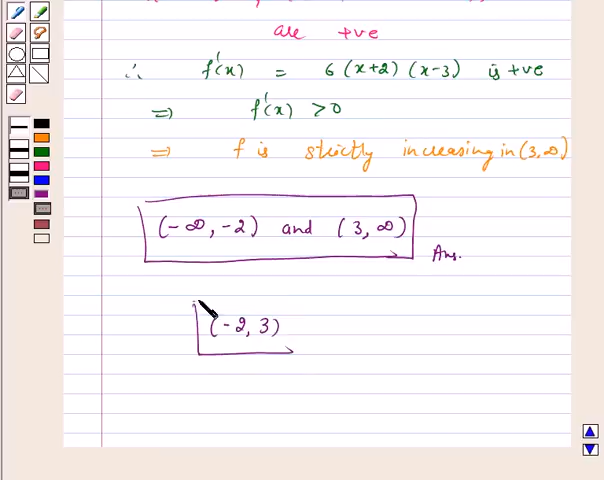 are +ve
∴ f'(x) = 6 (x+2) (x-3) is +ve
⇒ f'(x) > 0
⇒ f is strictly increasing in (3, ∞)
(-∞, -2) and (3, ∞)
Ans.
(-2, 3)